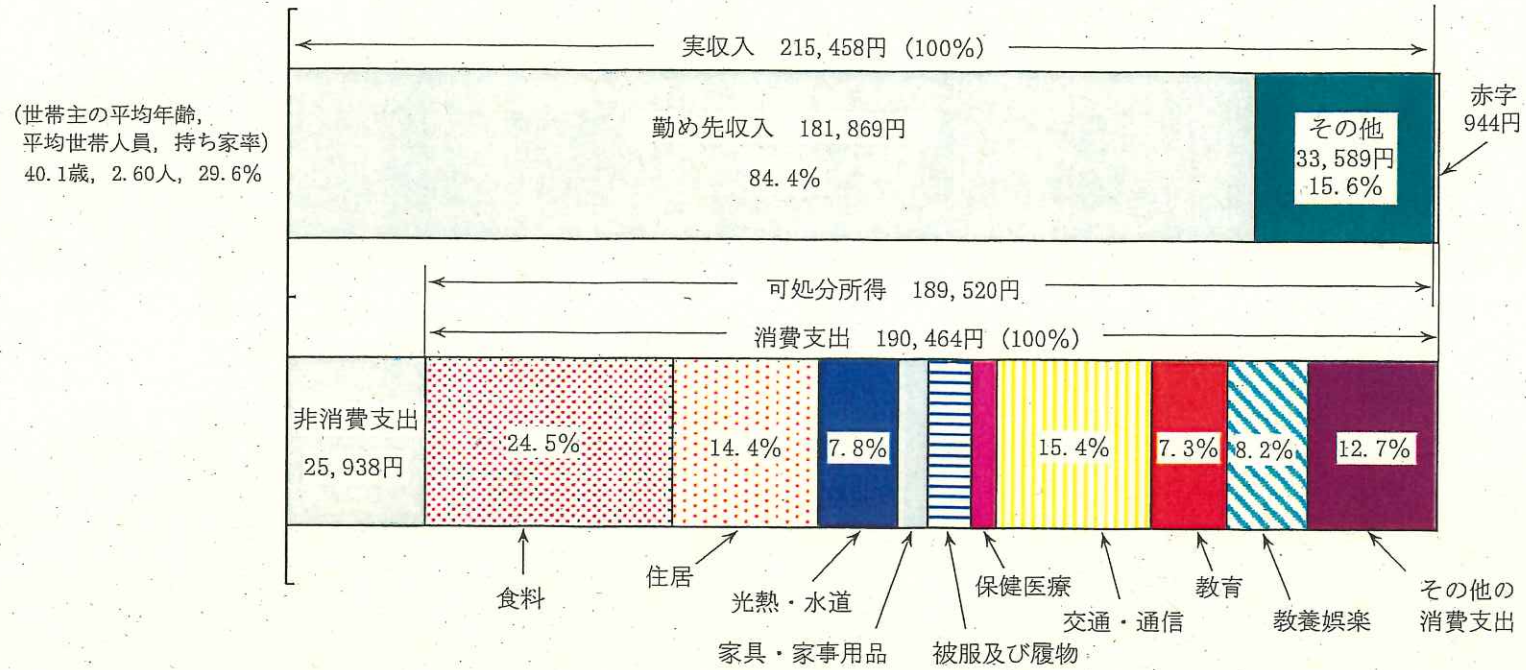 実収入 215,458円 (100%)
(世帯主の平均年齢,
平均世帯人員, 持ち家率)
40.1歳, 2.60人, 29.6%
勤め先収入 181,869円
84.4%
その他
33,589円
15.6%
赤字
944円
可処分所得 189,520円
消費支出 190,464円 (100%)
非消費支出
25,938円
24.5%
14.4%
7.8%
15.4%
7.3%
8.2%
12.7%
食料
住居
光熱・水道
家具・家事用品
被服及び履物
保健医療
交通・通信
教育
教養娯楽
その他の
消費支出